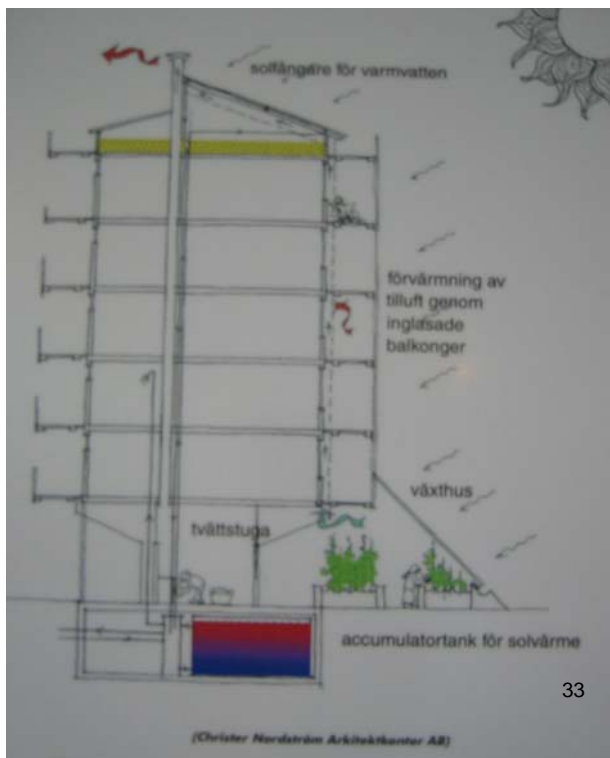 solfångare för varmvatten
förvärmning av
tilluft genom
inglasade
balkonger
växthus
tvättstuga
accumulatortank för solvärme
33
(Christer Nordström Arkitektkontor AB)